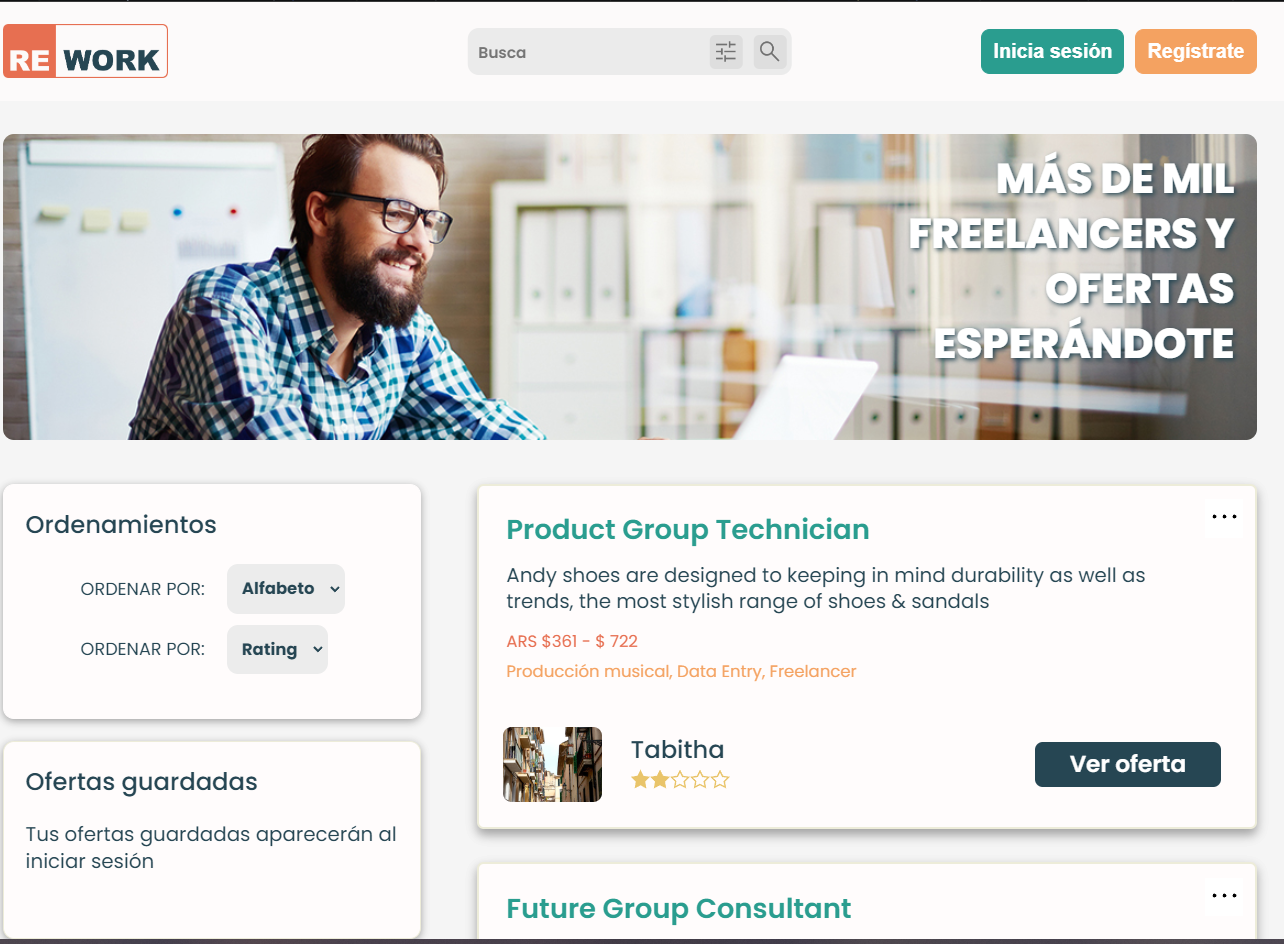 RE WORK
Busca
Inicia sesión
Regístrate
MÁS DE MIL
FREELANCERS Y
OFERTAS
ESPERÁNDOTE
Ordenamientos
ORDENAR POR: Alfabeto
ORDENAR POR: Rating
Ofertas guardadas
Tus ofertas guardadas aparecerán al
iniciar sesión
Product Group Technician
Andy shoes are designed to keeping in mind durability as well as
trends, the most stylish range of shoes & sandals
ARS $361 - $ 722
Producción musical, Data Entry, Freelancer
Tabitha
Ver oferta
Future Group Consultant